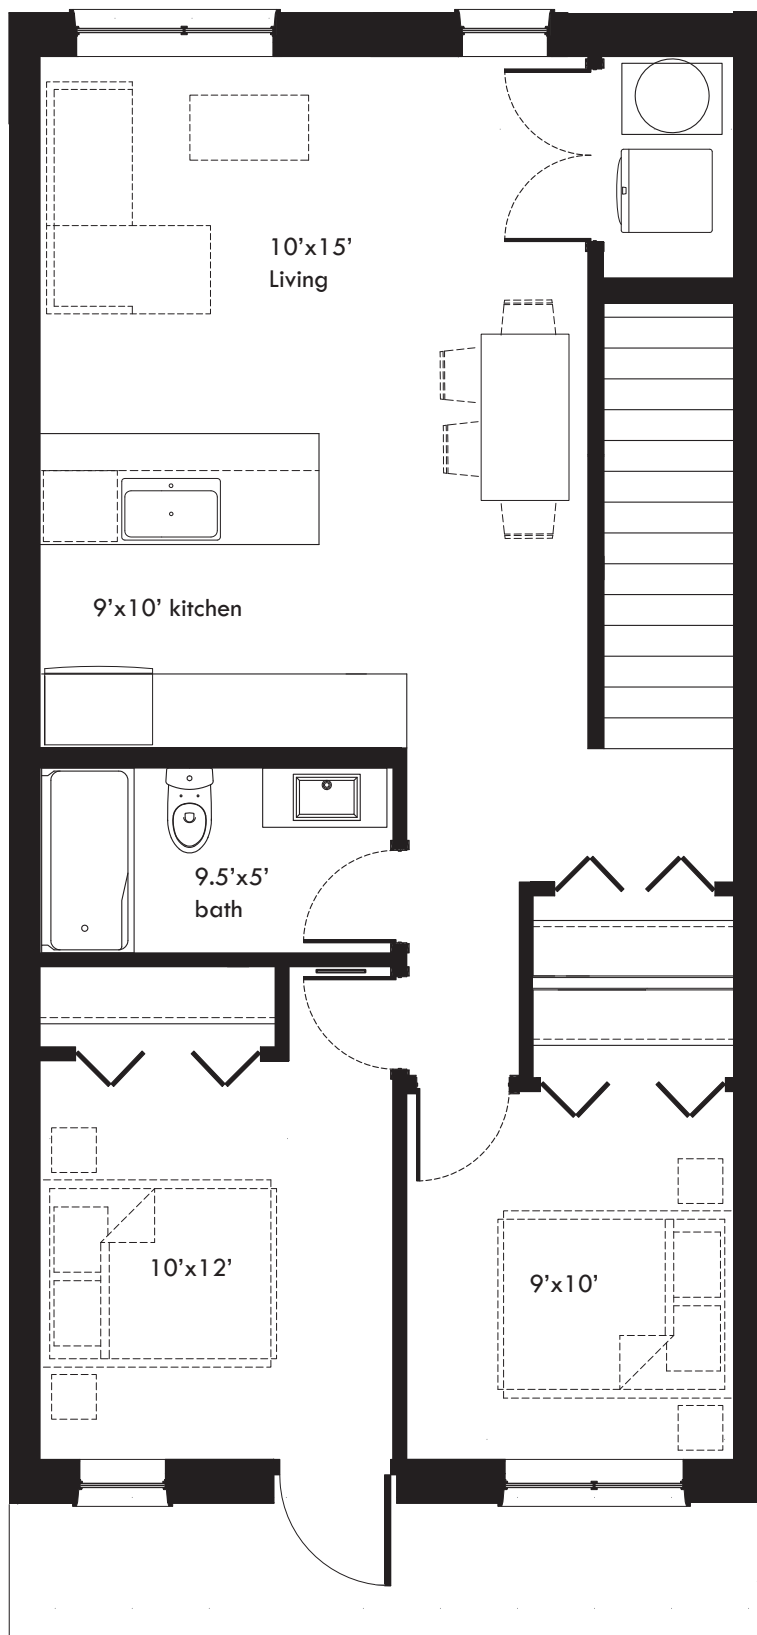 10’x15’
Living
9’x10’ kitchen
9.5’x5’
bath
10’x12’
9’x10’